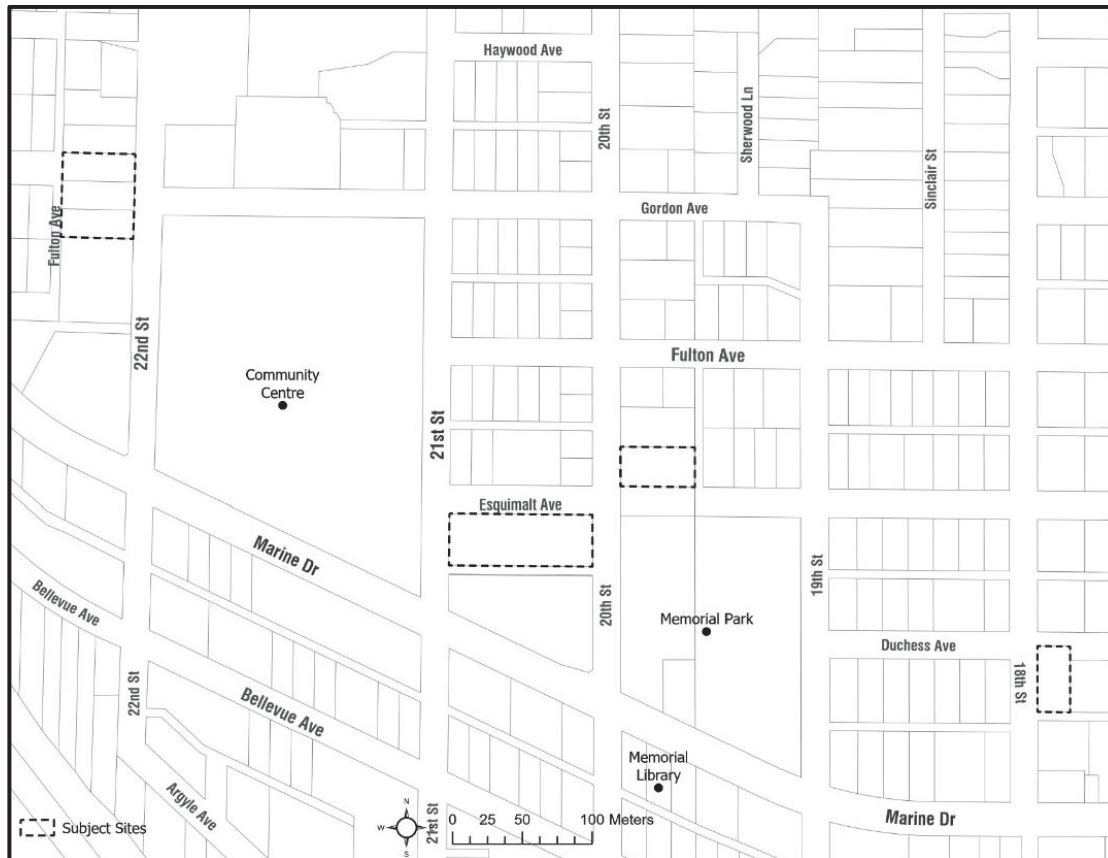 Haywood Ave
20th St
Sherwood Ln
Sinclair St
Gordon Ave
Fulton Ave
22nd St
Community
Centre
Fulton Ave
21st St
Esquimalt Ave
Marine Dr
20th St
19th St
Memorial Park
Duchess Ave
18th St
Bellevue Ave
22nd St
Bellevue Ave
Memorial
Library
Argyle Ave
Marine Dr
Subject Sites
N
W
S
21st St
0 25 50 100 Meters